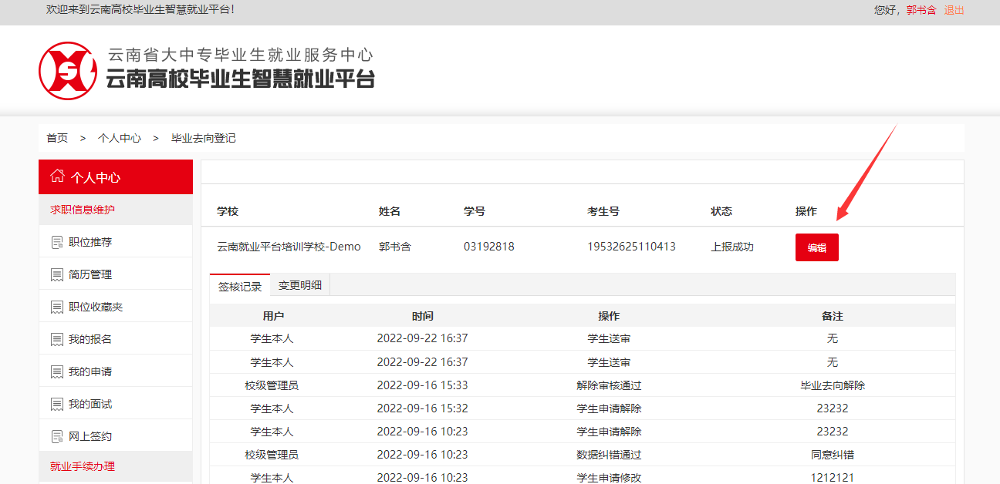 欢迎来到云南高校毕业生智慧就业平台！
您好，郭书含 退出
云南省大中专毕业生就业服务中心
云南高校毕业生智慧就业平台
首页 > 个人中心 > 毕业去向登记
个人中心
求职信息维护
职位推荐
简历管理
职位收藏夹
我的报名
我的申请
我的面试
网上签约
就业手续办理
学校 姓名 学号 考生号 状态 操作
云南就业平台培训学校-Demo 郭书含 03192818 19532625110413 上报成功 编辑
签核记录 变更明细
用户 时间 操作 备注
学生本人 2022-09-22 16:37 学生送审 无
学生本人 2022-09-22 16:37 学生送审 无
校级管理员 2022-09-16 15:33 解除审核通过 毕业去向解除
学生本人 2022-09-16 15:32 学生申请解除 23232
学生本人 2022-09-16 10:23 学生申请解除 23232
校级管理员 2022-09-16 10:23 数据纠错通过 同意纠错
学生本人 2022-09-16 10:23 学生申请修改 1212121